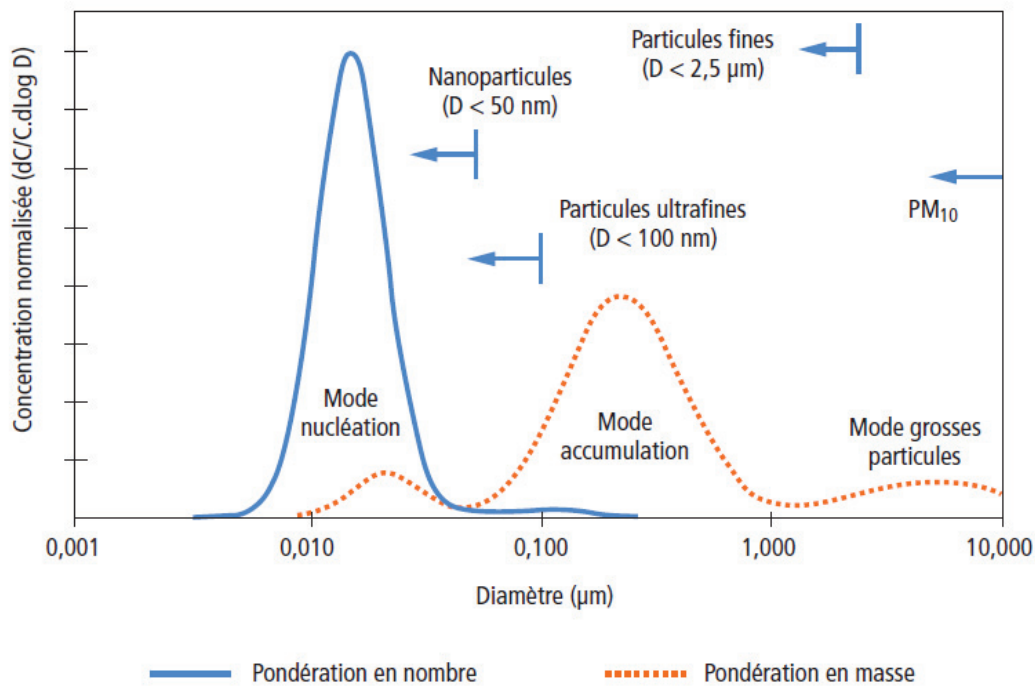 Concentration normalisée (dC/C.dLog D)
Particules fines
(D < 2,5 µm)
Nanoparticules
(D < 50 nm)
PM10
Particules ultrafines
(D < 100 nm)
Mode
nucléation
Mode
accumulation
Mode grosses
particules
0,001
0,010
0,100
1,000
10,000
Diamètre (µm)
Pondération en nombre
Pondération en masse